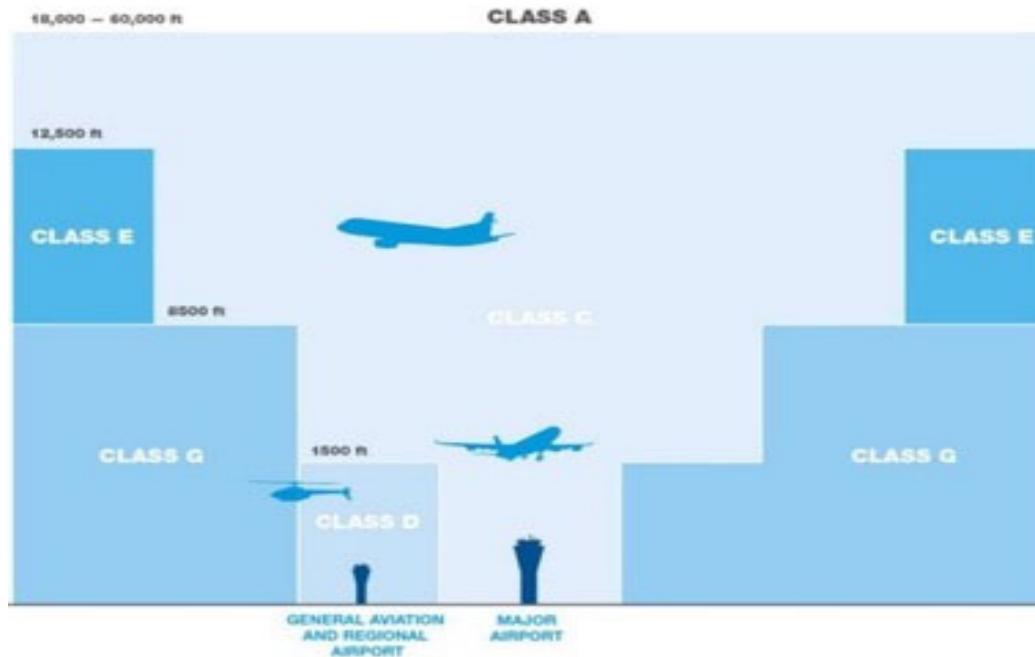 18,000 – 60,000 ft
CLASS A
12,500 ft
CLASS E
CLASS E
8500 ft
CLASS C
CLASS G
1500 ft
CLASS G
CLASS D
GENERAL AVIATION
AND REGIONAL
AIRPORT
MAJOR
AIRPORT